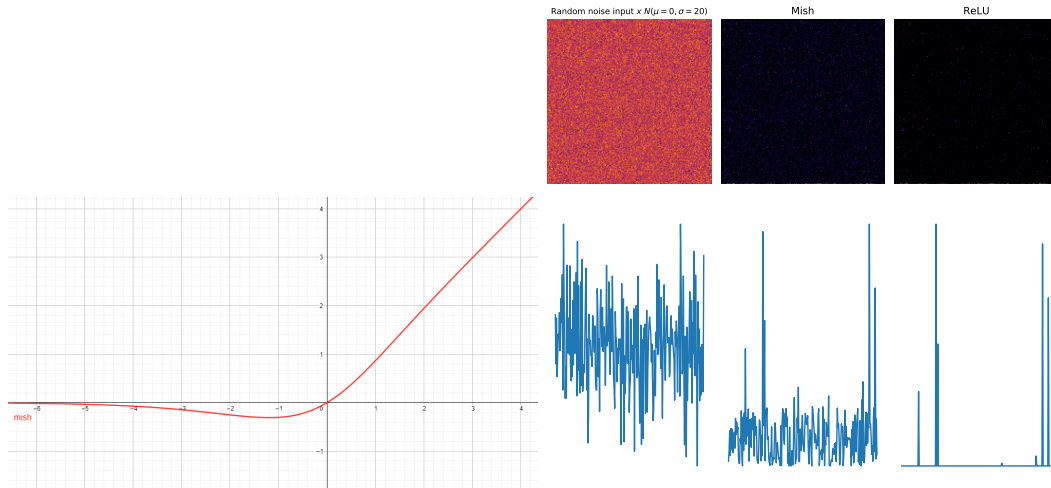 Random noise input x N(μ = 0, σ = 20)
Mish
ReLU
4
3
2
1
−6 −5 −4 −3 −2 −1 0 1 2 3 4
mish
−1